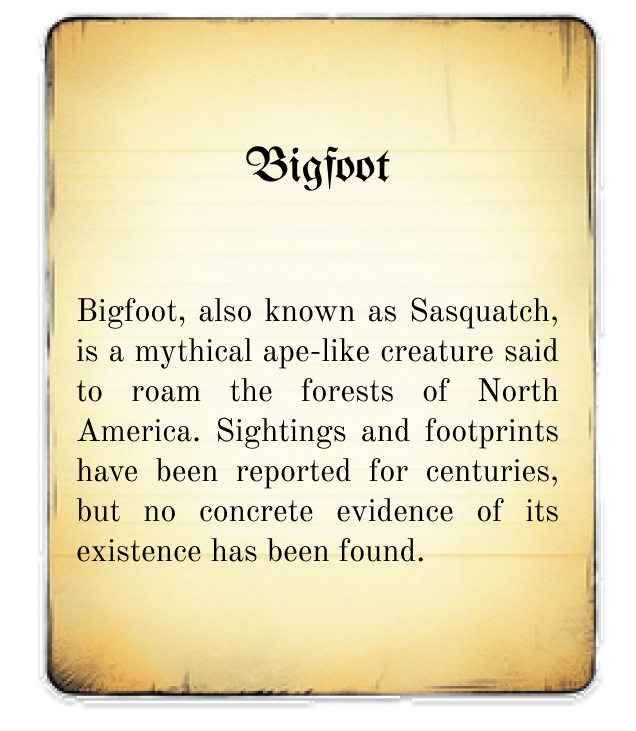 Bigfoot
Bigfoot, also known as Sasquatch,
is a mythical ape-like creature said
to roam the forests of North
America. Sightings and footprints
have been reported for centuries,
but no concrete evidence of its
existence has been found.